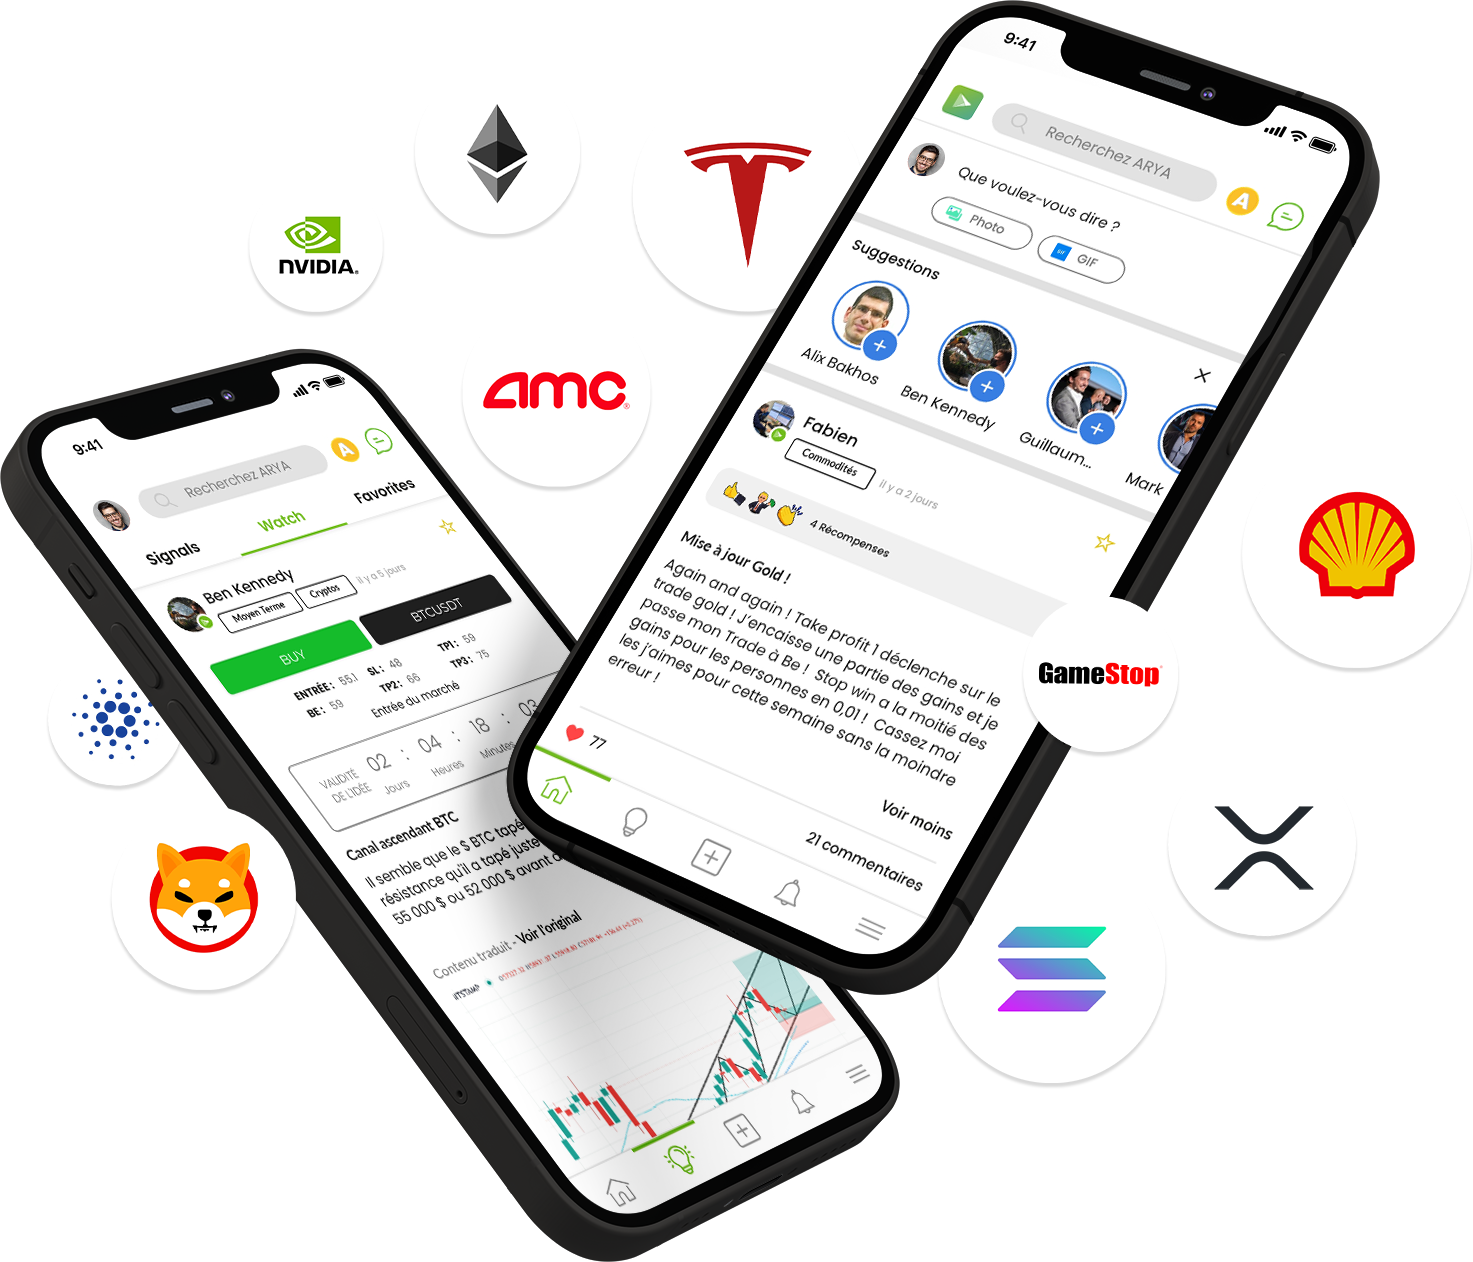 NVIDIA.
amc
GameStop
9:41
Recherchez ARYA
A
Que voulez-vous dire ?
Photo
GIF
GIF
Suggestions
Alix Bakhos
Ben Kennedy
Guillaum...
Mark
Fabien
Commodités
il y a 2 jours
4 Récompenses
Mise à jour Gold !
Again and again ! Take profit 1 déclenche sur le
trade gold ! J'encaisse une partie des gains et je
passe mon Trade à Be ! Stop win a la moitié des
gains pour les personnes en 0,01 ! Cassez moi
les j'aimes pour cette semaine sans la moindre
erreur !
77
Voir moins
21 commentaires
9:41
Recherchez ARYA
A
Signals
Watch
Favorites
Ben Kennedy
Moyen Terme
Cryptos
il y a 5 jours
BUY
BTCUSDT
ENTRÉE: 55.1 SL: 48 TP1: 59
BE: 59 TP2: 66 TP3: 75
Entrée du marché
VALIDITÉ
DE L'IDÉE
02 : 04 : 18 : 03
Jours Heures Minutes
Canal ascendant BTC
Il semble que le $ BTC tapé
résistance qu'il a tapé juste
55 000 $ ou 52 000 $ avant
Contenu traduit - Voir l'original